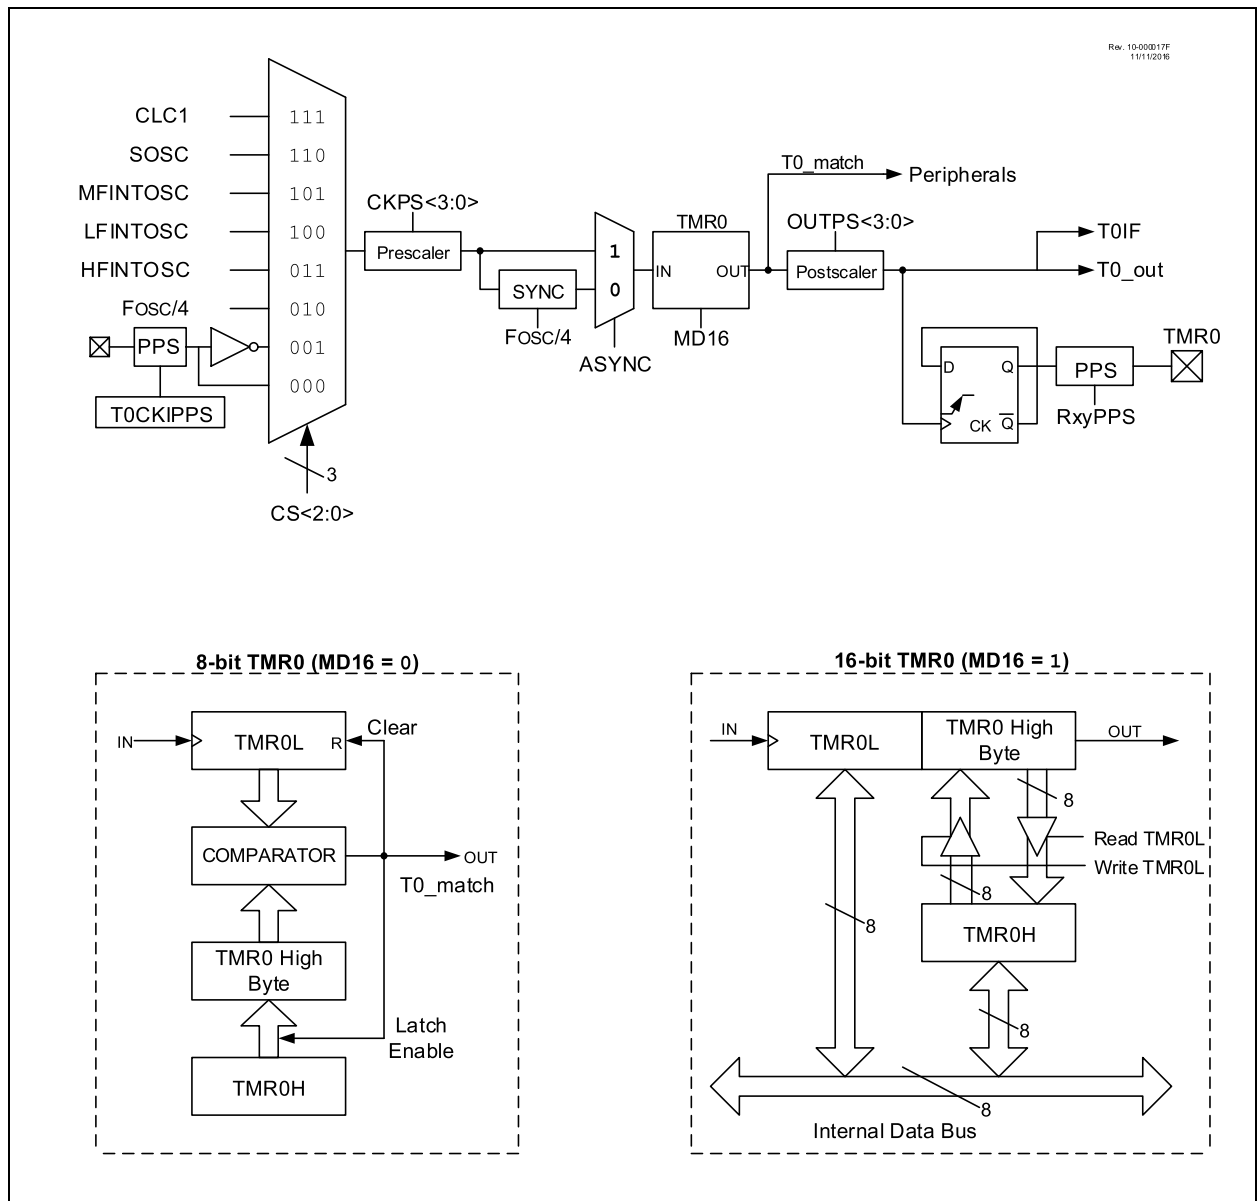 Rev. 10-000017F
11/11/2016
CLC1
111
SOSC
110
MFINTOSC
101
LFINTOSC
100
HFINTOSC
011
FOSC/4
010
PPS
001
000
T0CKIPPS
3
CS<2:0>
CKPS<3:0>
Prescaler
SYNC
FOSC/4
1
0
ASYNC
TMR0
IN
OUT
MD16
T0_match
Peripherals
OUTPS<3:0>
Postscaler
T0IF
T0_out
D
Q
CK
Q
PPS
RxyPPS
TMR0
8-bit TMR0 (MD16 = 0)
IN
TMR0L
R
Clear
COMPARATOR
OUT
T0_match
TMR0 High
Byte
Latch
Enable
TMR0H
16-bit TMR0 (MD16 = 1)
IN
TMR0L
TMR0 High
Byte
OUT
8
Read TMR0L
Write TMR0L
8
TMR0H
8
8
8
Internal Data Bus